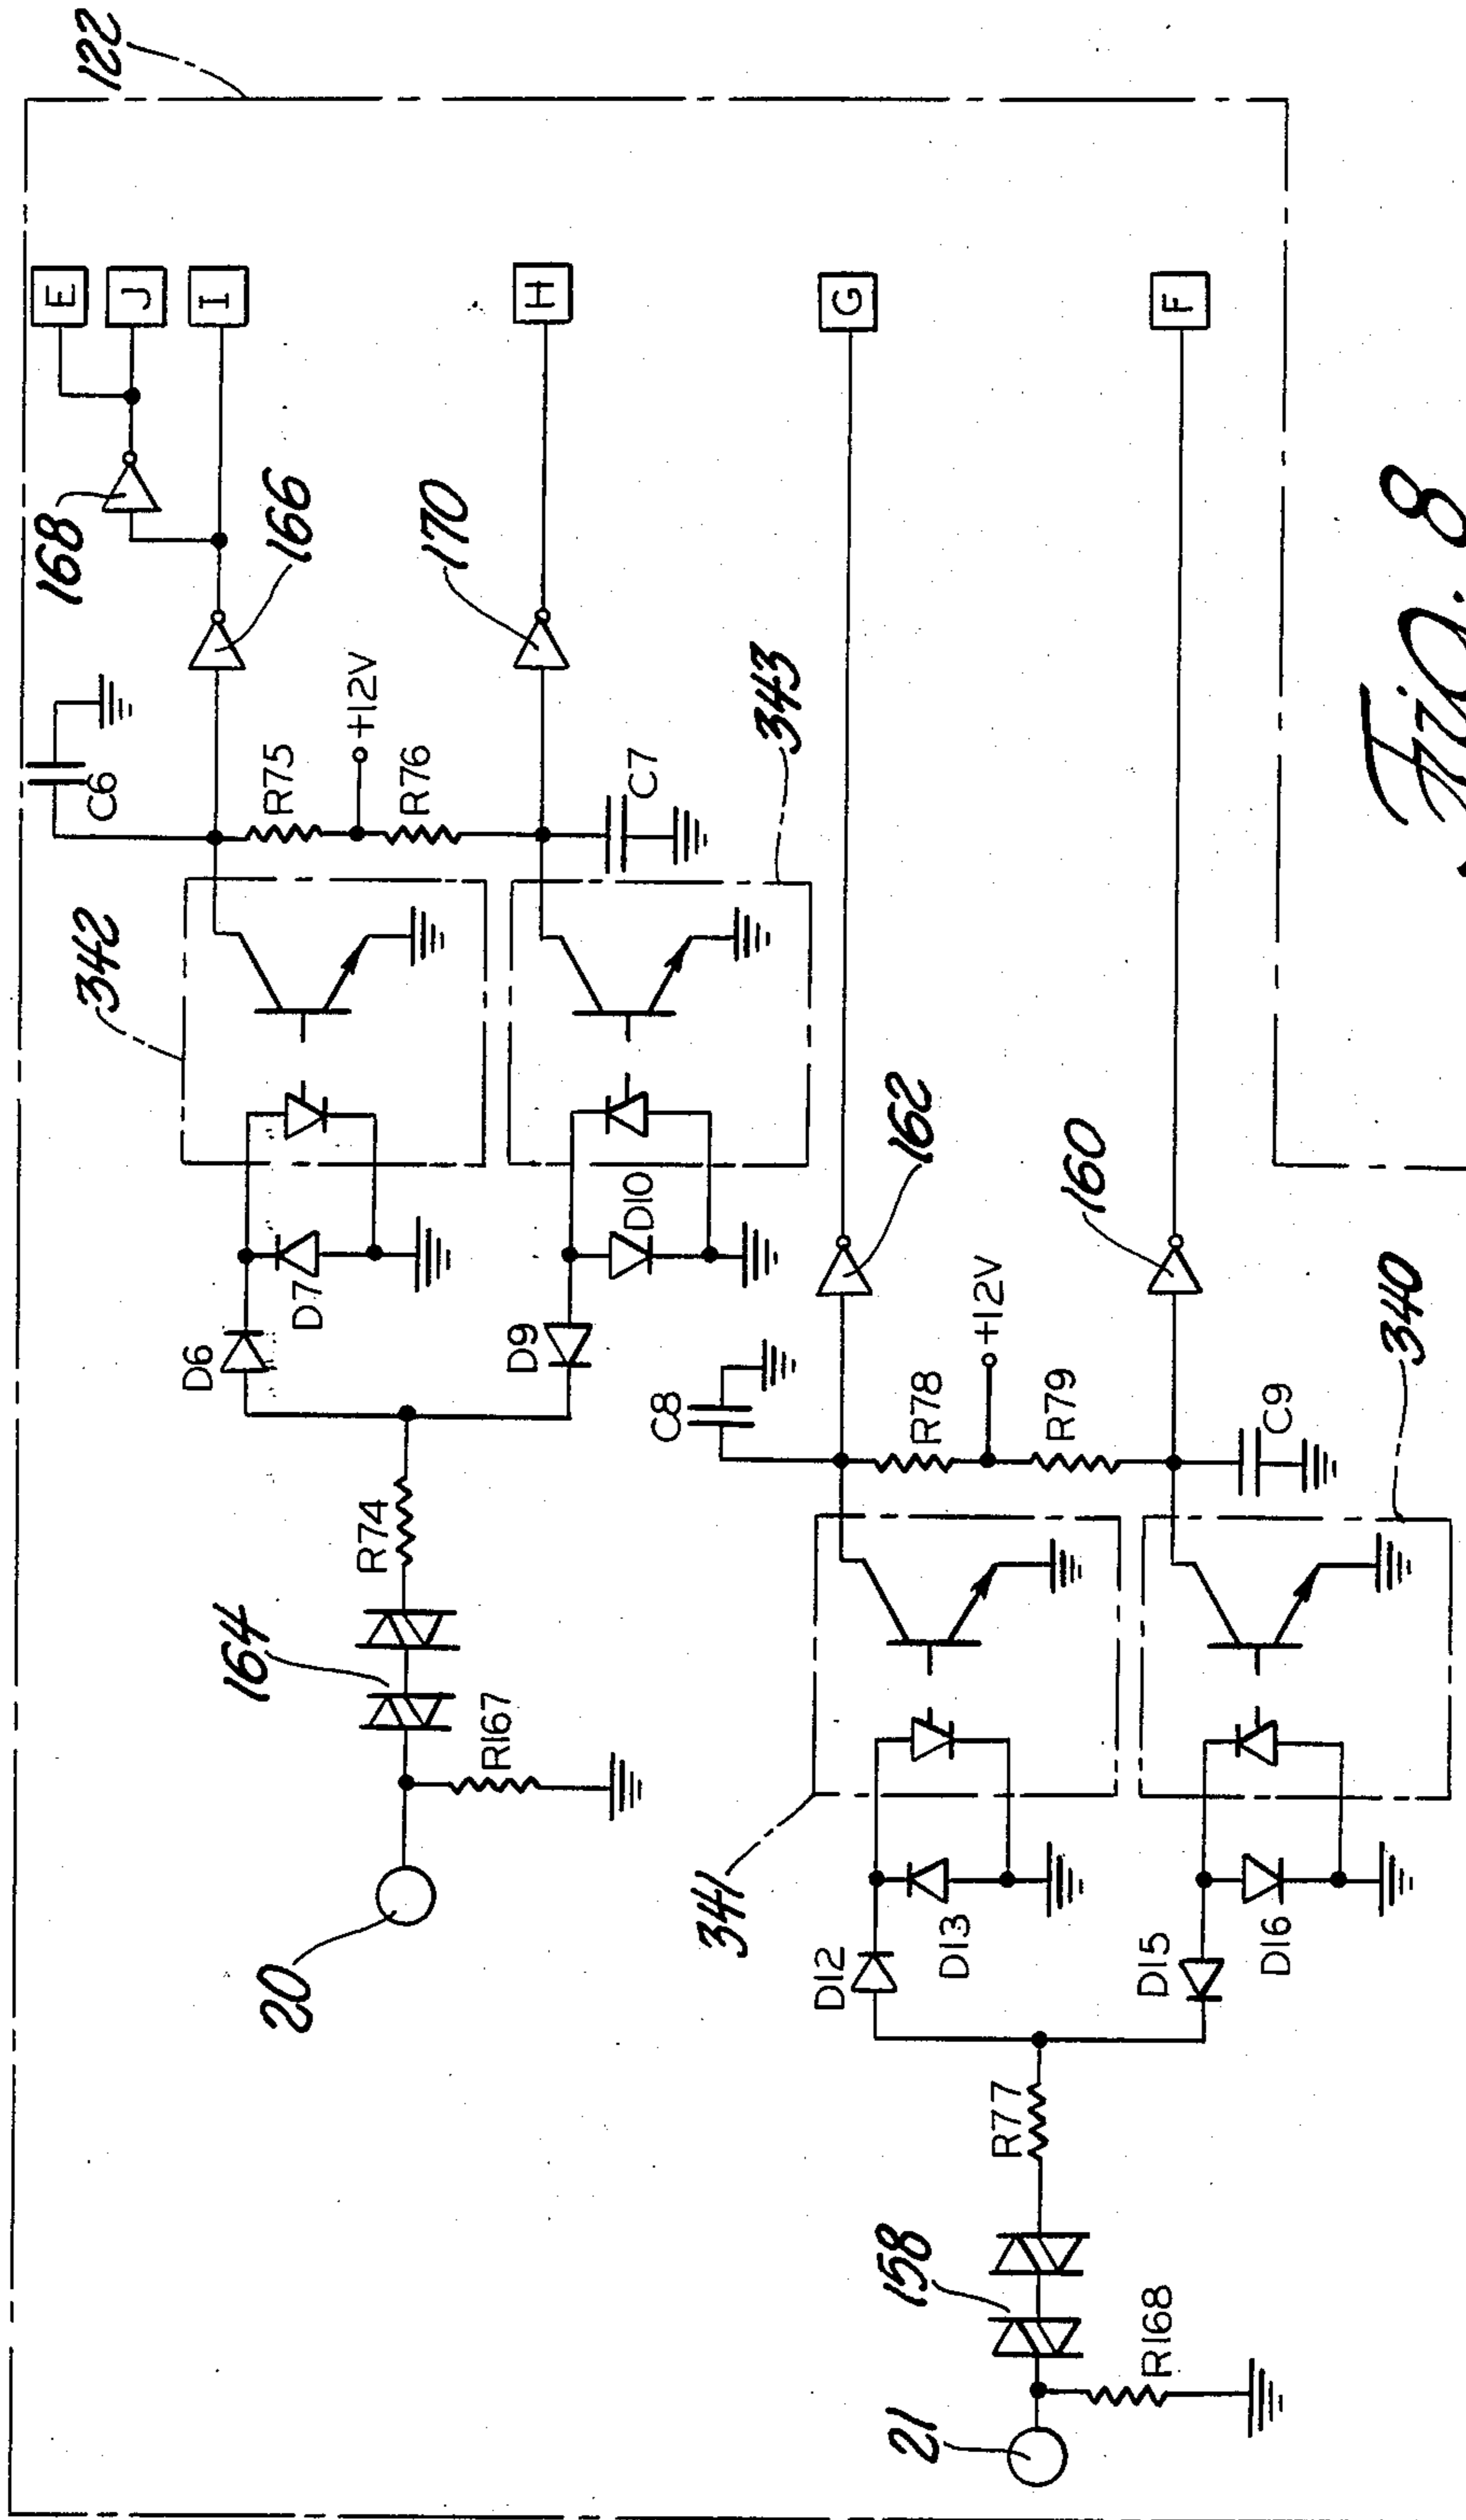 122
E
J
I
H
G
F
168
166
170
C6
R75
+12V
R76
C7
343
342
D6
D7
D9
D10
162
160
R74
164
R167
20
C8
R78
+12V
R79
C9
340
341
D12
D13
D15
D16
R77
158
R168
21
Fig. 8